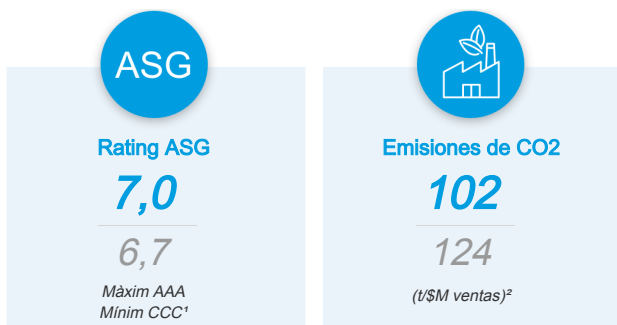 ASG
Rating ASG
7,0
6,7
Màxim AAA
Mínim CCC¹
Emisiones de CO2
102
124
(t/$M ventas)²